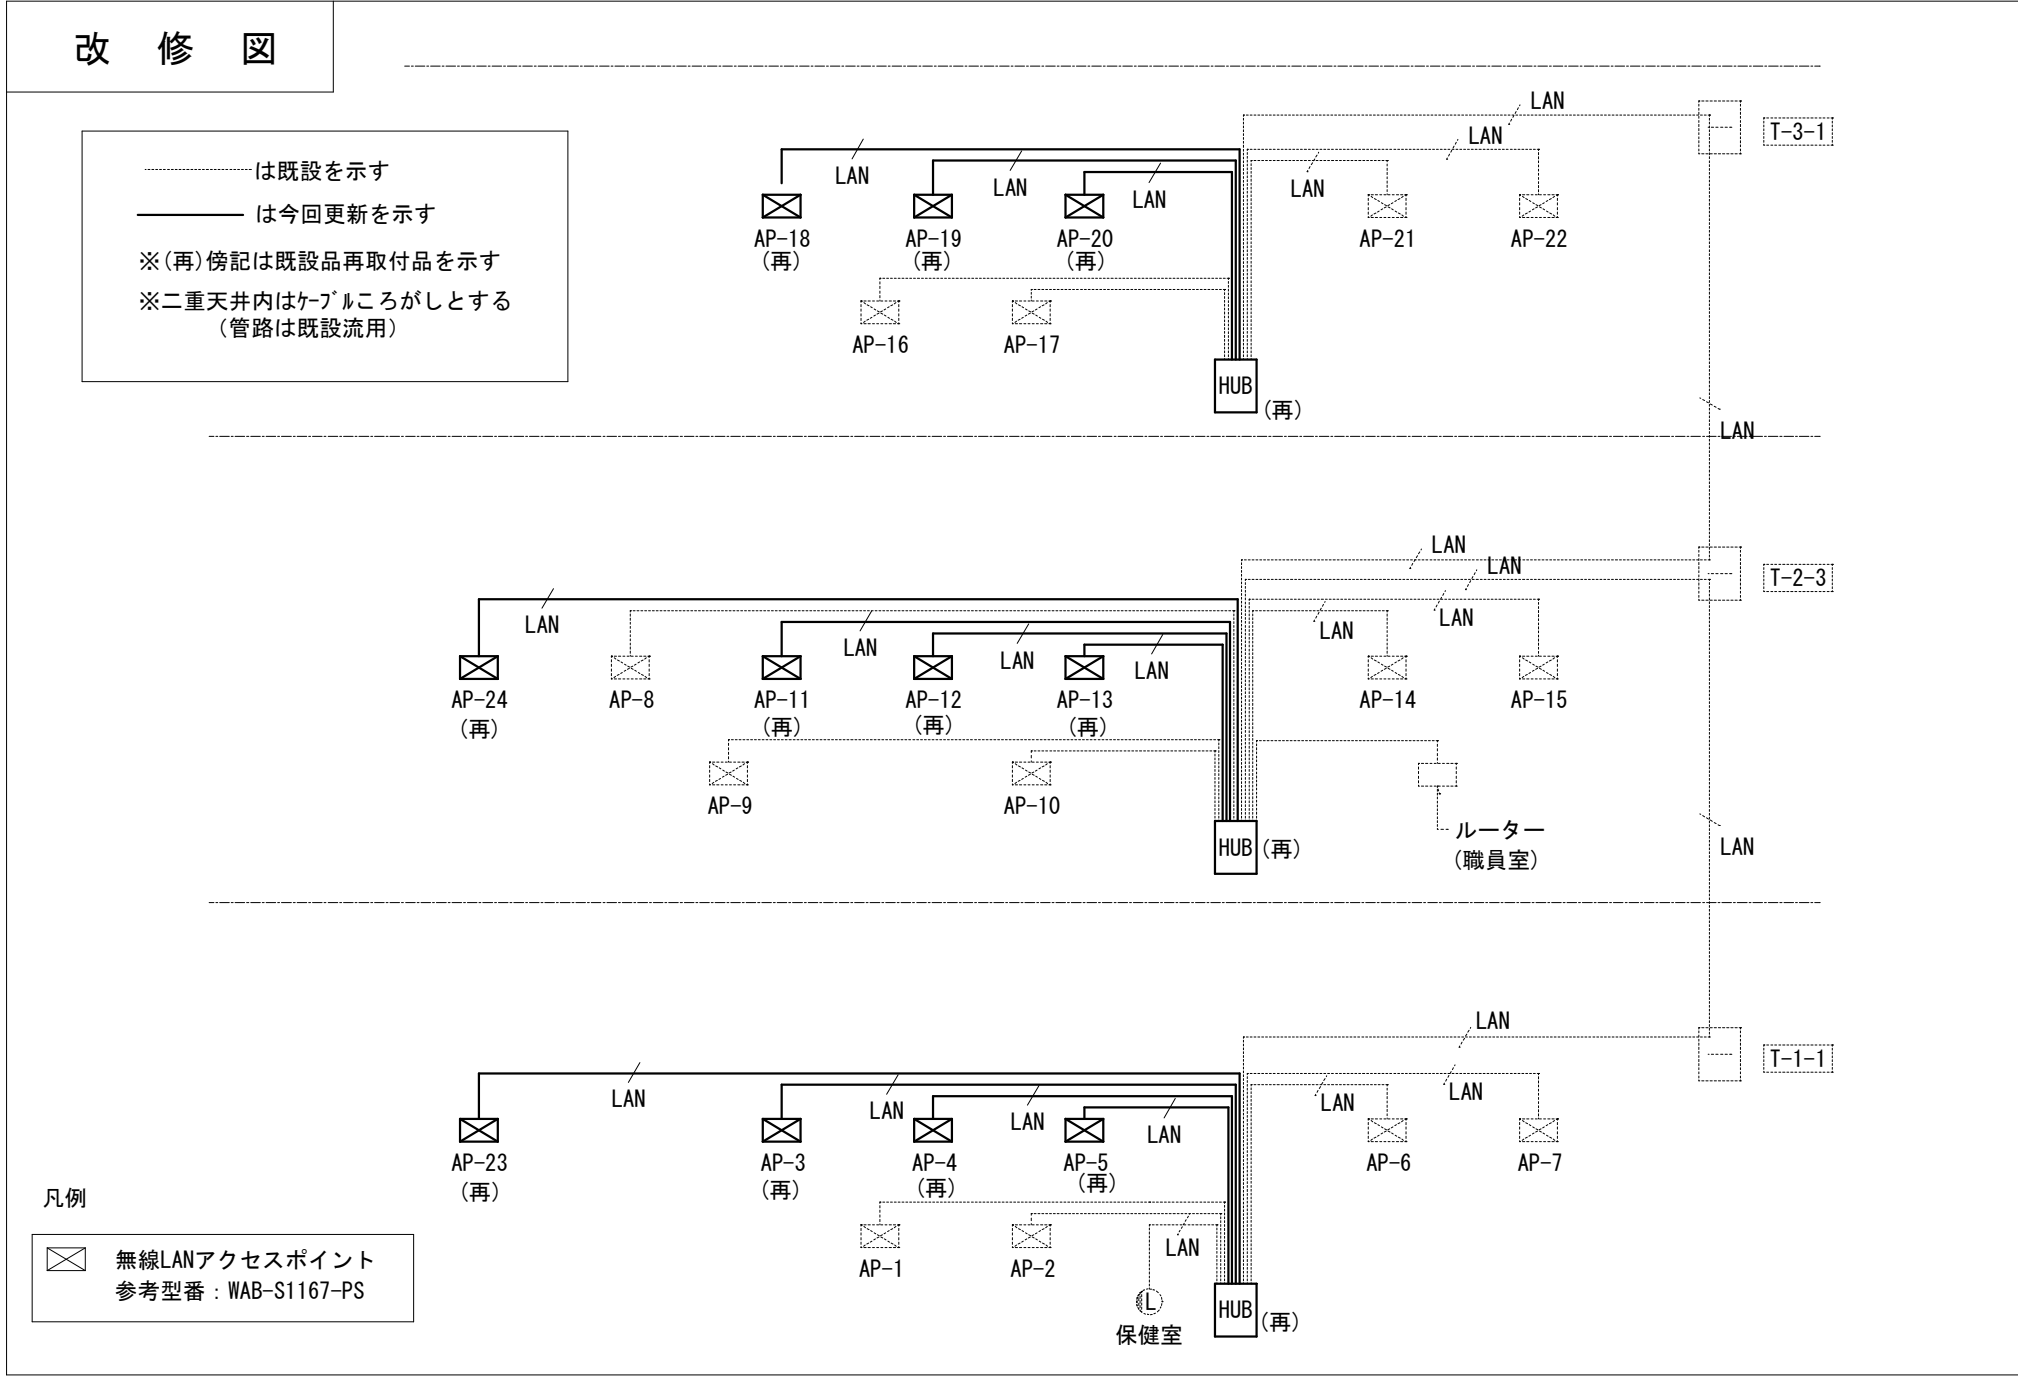 改修図
は既設を示す
は今回更新を示す
※(再)傍記は既設品再取付品を示す
※二重天井内はｹｰﾌﾞﾙころがしとする
(管路は既設流用)
LAN
T-3-1
LAN
LAN
LAN
LAN
LAN
AP-18
(再)
AP-19
(再)
AP-20
(再)
AP-21
AP-22
AP-16
AP-17
HUB
(再)
LAN
LAN
LAN
T-2-3
LAN
LAN
LAN
LAN
LAN
LAN
AP-24
(再)
AP-8
AP-11
(再)
AP-12
(再)
AP-13
(再)
AP-14
AP-15
AP-9
AP-10
HUB
(再)
ルーター
(職員室)
LAN
LAN
T-1-1
LAN
LAN
LAN
LAN
LAN
LAN
AP-23
(再)
AP-3
(再)
AP-4
(再)
AP-5
(再)
AP-6
AP-7
AP-1
AP-2
LAN
L
保健室
HUB
(再)
凡例
無線LANアクセスポイント
参考型番：WAB-S1167-PS